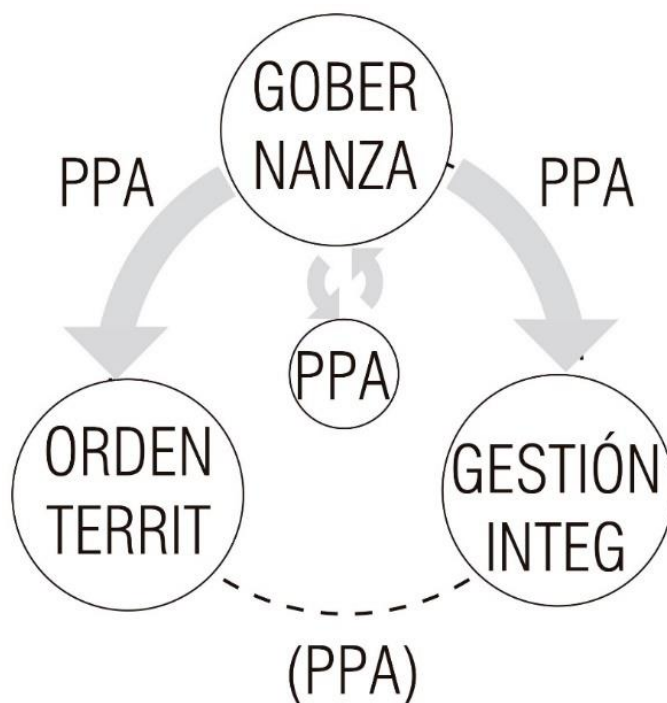 GOBER
NANZA
PPA
PPA
PPA
ORDEN
TERRIT
GESTIÓN
INTEG
(PPA)